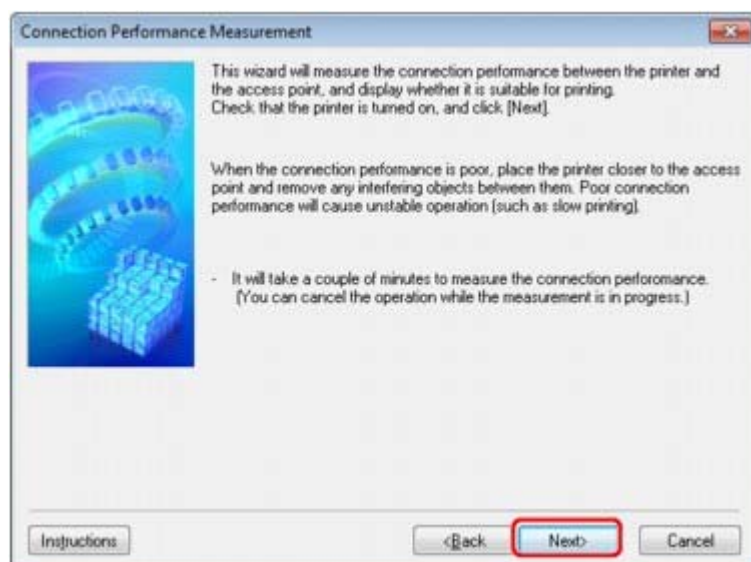 Connection Performance Measurement
This wizard will measure the connection performance between the printer and
the access point, and display whether it is suitable for printing.
Check that the printer is turned on, and click [Next].
When the connection performance is poor, place the printer closer to the access
point and remove any interfering objects between them. Poor connection
performance will cause unstable operation (such as slow printing).
- It will take a couple of minutes to measure the connection perforomance.
(You can cancel the operation while the measurement is in progress.)
Instructions <Back Next> Cancel